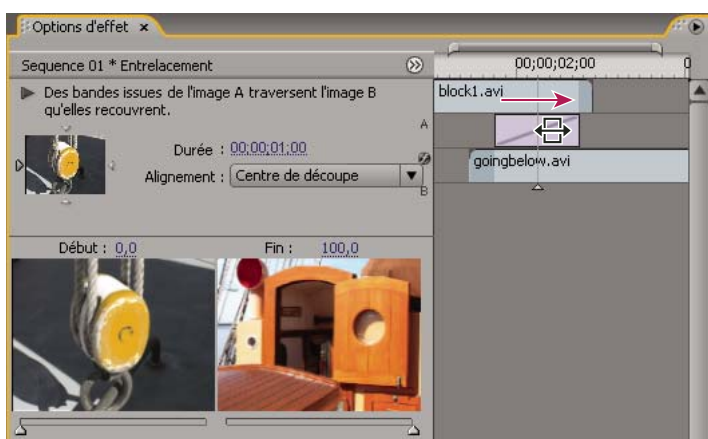 Options d'effet ×
Sequence 01 * Entrelacement
00;00;02;00
0
Des bandes issues de l'image A traversent l'image B
qu'elles recouvrent.
block1.avi
A
Durée : 00;00;01;00
goingbelow.avi
Alignement : Centre de découpe
B
Début : 0,0
Fin : 100,0